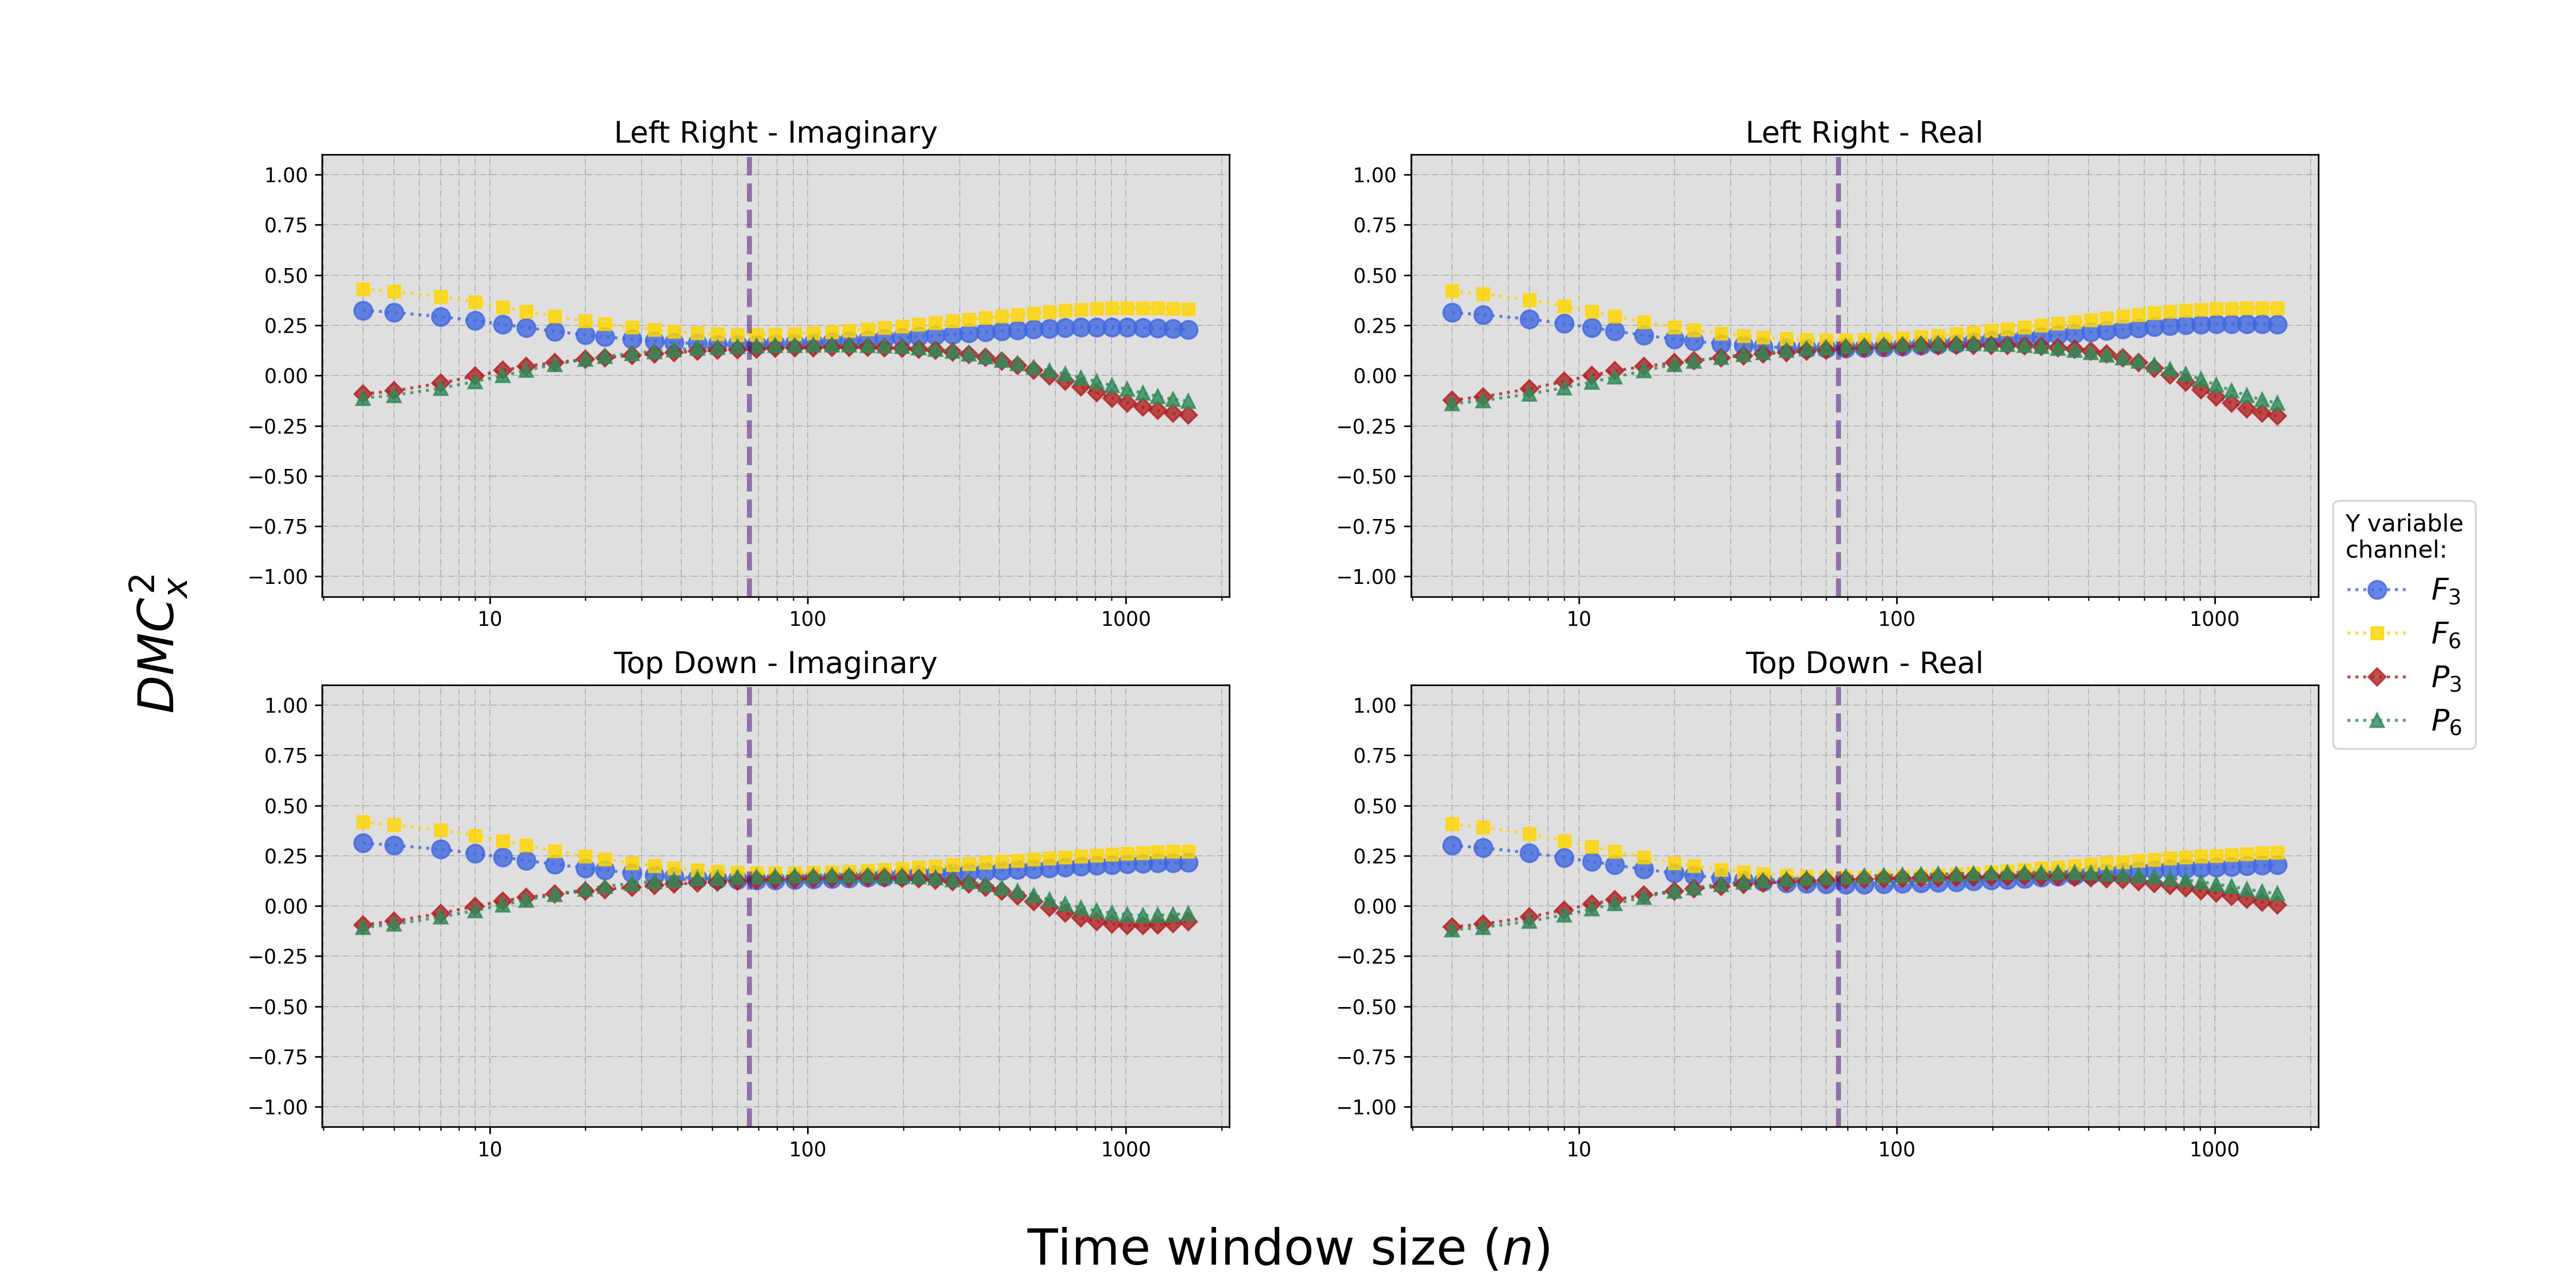 Left Right - Imaginary
1.00
0.75
0.50
0.25
0.00
−0.25
−0.50
−0.75
−1.00
10 100 1000
Left Right - Real
1.00
0.75
0.50
0.25
0.00
−0.25
−0.50
−0.75
−1.00
10 100 1000
Top Down - Imaginary
1.00
0.75
0.50
0.25
0.00
−0.25
−0.50
−0.75
−1.00
10 100 1000
Top Down - Real
1.00
0.75
0.50
0.25
0.00
−0.25
−0.50
−0.75
−1.00
10 100 1000
Y variable
channel:
F₃
F₆
P₃
P₆
DMC²ₓ
Time window size (n)